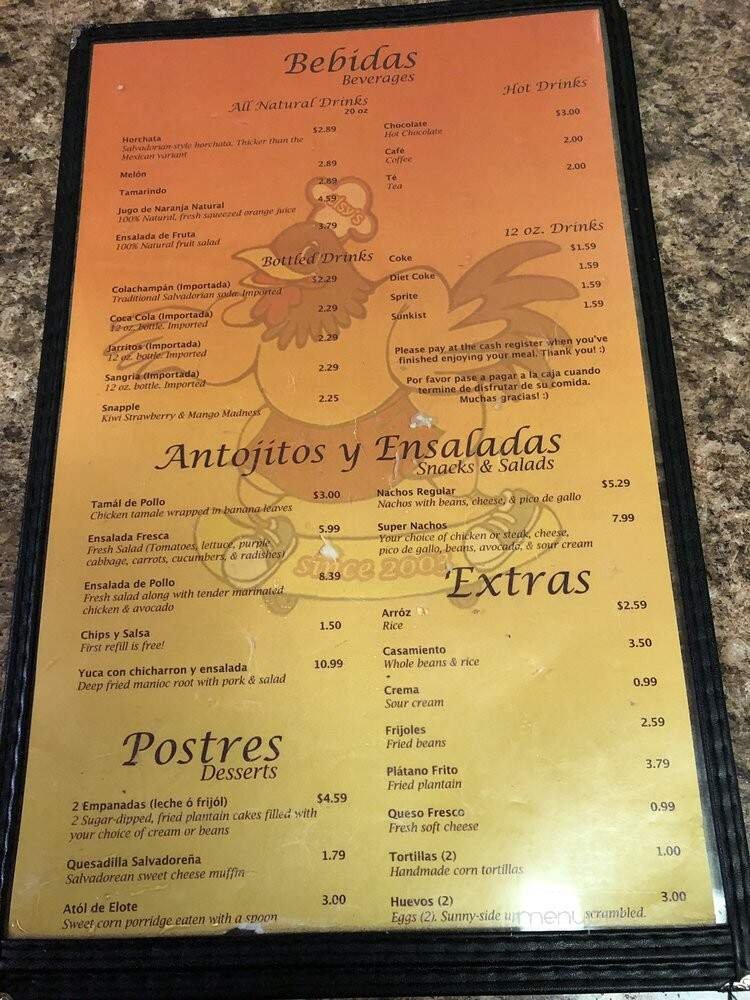 Bebidas
Beverages
All Natural Drinks
20 oz
Horchata $2.89
Salvadorian-style horchata. Thicker than the
Mexican variant
Melón 2.89
Tamarindo 2.89
Jugo de Naranja Natural 4.59
100% Natural, fresh squeezed orange juice
Ensalada de Fruta 3.79
100% Natural fruit salad
Bottled Drinks
Colachampán (Importada) $2.29
Traditional Salvadorian soda. Imported
Coca Cola (Importada) 2.29
12 oz. bottle. Imported
Jarritos (Importada) 2.29
12 oz. bottle. Imported
Sangria (Importada) 2.29
12 oz. bottle. Imported
Snapple 2.25
Kiwi Strawberry & Mango Madness
Hot Drinks
Chocolate $3.00
Hot Chocolate
Café 2.00
Coffee
Té 2.00
Tea
12 oz. Drinks
Coke $1.59
Diet Coke 1.59
Sprite 1.59
Sunkist 1.59
Please pay at the cash register when you've
finished enjoying your meal. Thank you! :)
Por favor pase a pagar a la caja cuando
termine de disfrutar de su comida.
Muchas gracias! :)
Antojitos y Ensaladas
Snacks & Salads
Tamál de Pollo $3.00
Chicken tamale wrapped in banana leaves
Ensalada Fresca 5.99
Fresh Salad (Tomatoes, lettuce, purple
cabbage, carrots, cucumbers, & radishes)
Ensalada de Pollo 8.39
Fresh salad along with tender marinated
chicken & avocado
Chips y Salsa 1.50
First refill is free!
Yuca con chicharron y ensalada 10.99
Deep fried manioc root with pork & salad
Nachos Regular $5.29
Nachos with beans, cheese, & pico de gallo
Super Nachos 7.99
Your choice of chicken or steak, cheese,
pico de gallo, beans, avocado, & sour cream
since 2003
Postres
Desserts
2 Empanadas (leche ó frijól) $4.59
2 Sugar-dipped, fried plantain cakes filled with
your choice of cream or beans
Quesadilla Salvadoreña 1.79
Salvadorean sweet cheese muffin
Atól de Elote 3.00
Sweet corn porridge eaten with a spoon
Extras
Arróz $2.59
Rice
Casamiento 3.50
Whole beans & rice
Crema 0.99
Sour cream
Frijoles 2.59
Fried beans
Plátano Frito 3.79
Fried plantain
Queso Fresco 0.99
Fresh soft cheese
Tortillas (2) 1.00
Handmade corn tortillas
Huevos (2) 3.00
Eggs (2). Sunny-side up scrambled.